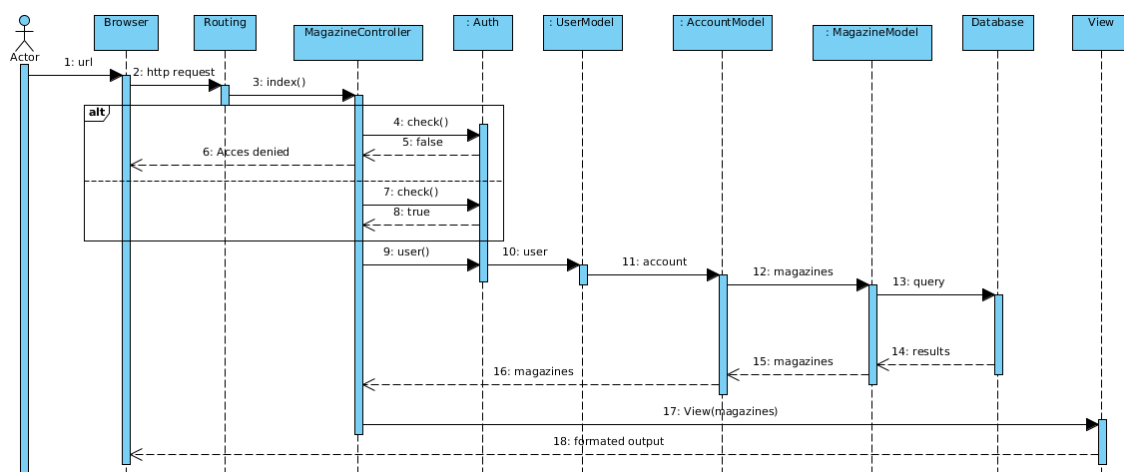 Browser
Routing
MagazineController
: Auth
: UserModel
: AccountModel
: MagazineModel
Database
View
Actor
1: url
2: http request
3: index()
alt
4: check()
5: false
6: Acces denied
7: check()
8: true
9: user()
10: user
11: account
12: magazines
13: query
14: results
15: magazines
16: magazines
17: View(magazines)
18: formated output